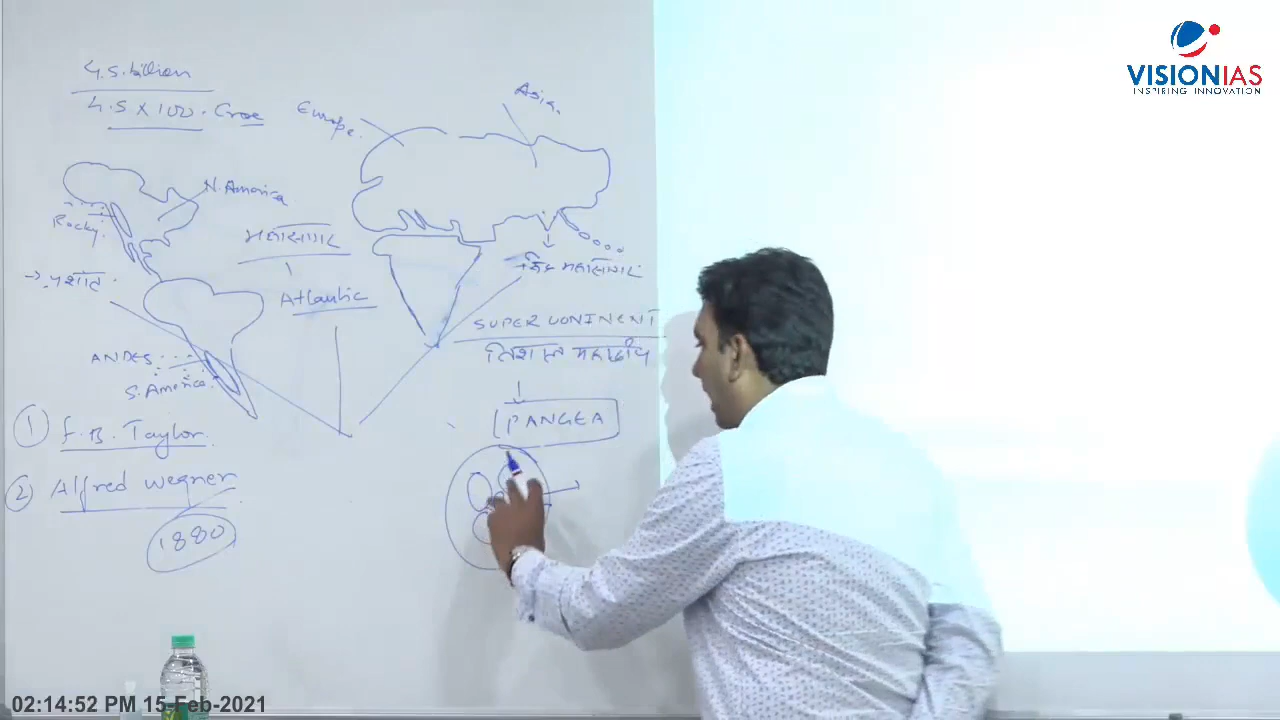 4.5 billion
4.5 X 100. Crore
Europe.
Asia.
N. America
Rocky.
महासागर
हिंद महासागर
→ प्रशांत.
Atlantic
SUPER CONINENT
विशाल महाद्वीप
ANDES
S. America
PANGEA
① F.B. Taylor.
② Alfred Wegner
1880
VISIONIAS
INSPIRING INNOVATION
02:14:52 PM 15-Feb-2021